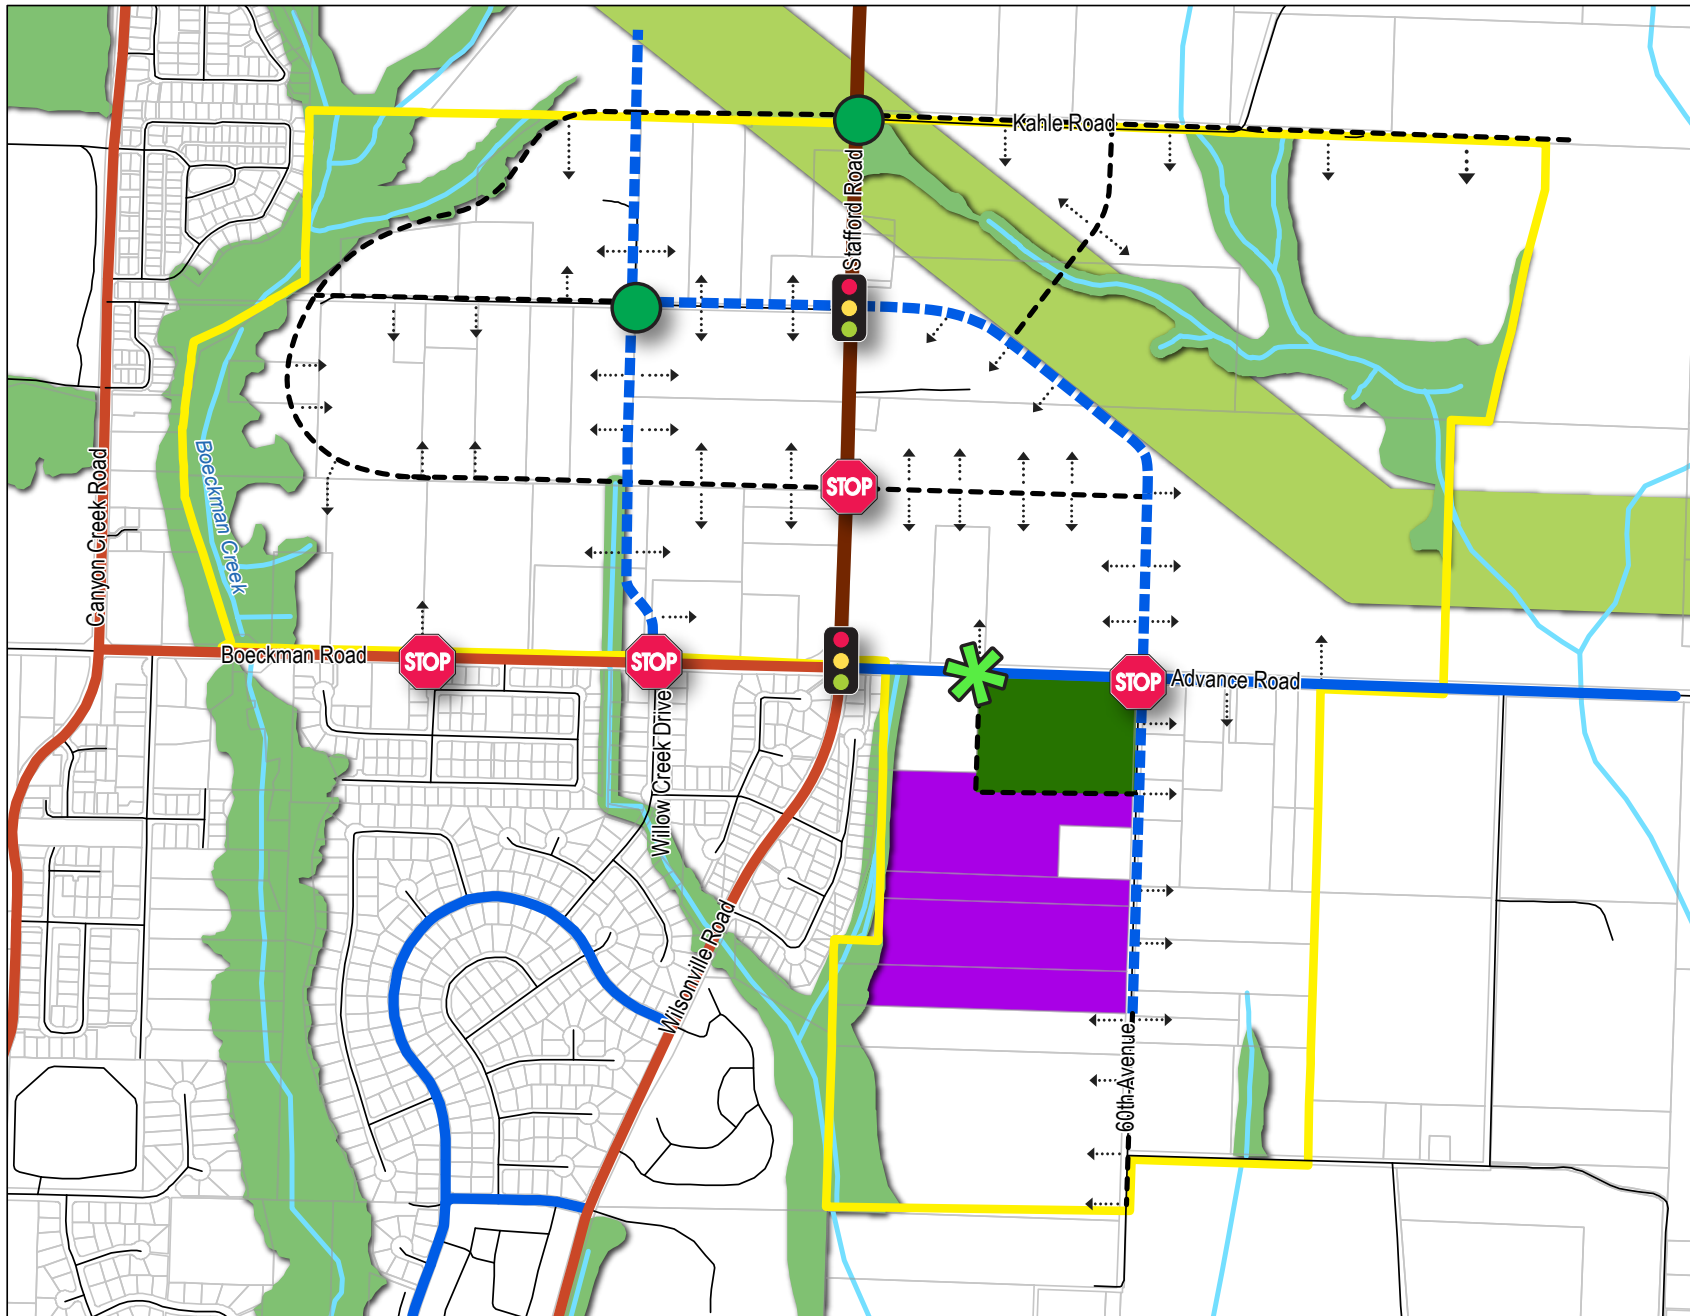 Kahle Road
Stafford Road
Canyon Creek Road
Boeckman Creek
STOP
Boeckman Road
STOP
STOP
STOP
Advance Road
Willow Creek Drive
Wilsonville Road
60th Avenue